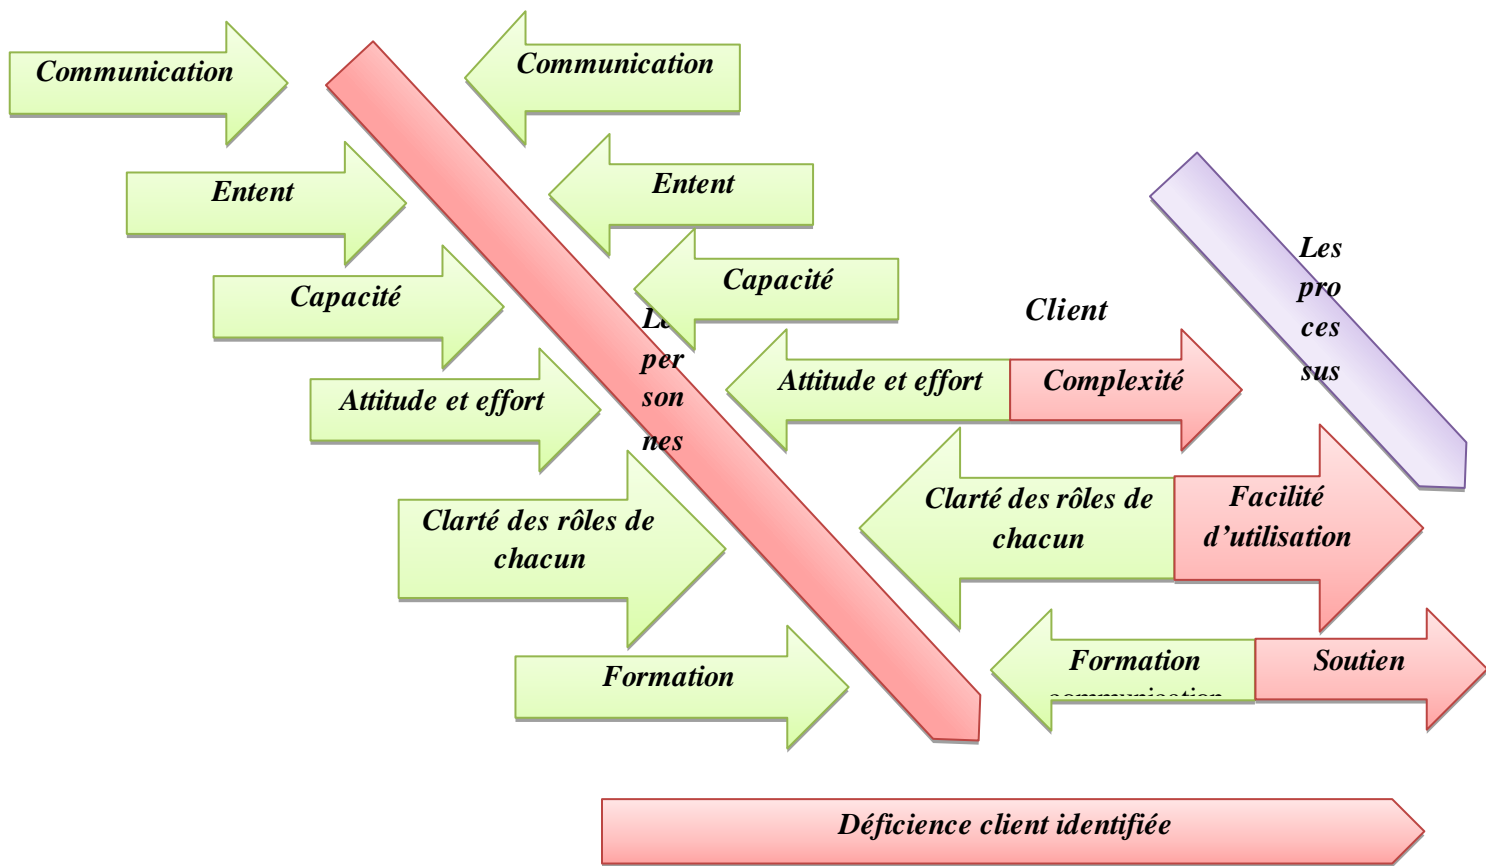 Communication
Communication
Entent
Entent
Capacité
Capacité
Attitude et effort
Attitude et effort
Clarté des rôles de
chacun
Clarté des rôles de
chacun
Formation
Formation
per
son
nes
Client
Complexité
Facilité
d’utilisation
Soutien
Les
pro
ces
sus
Déficience client identifiée